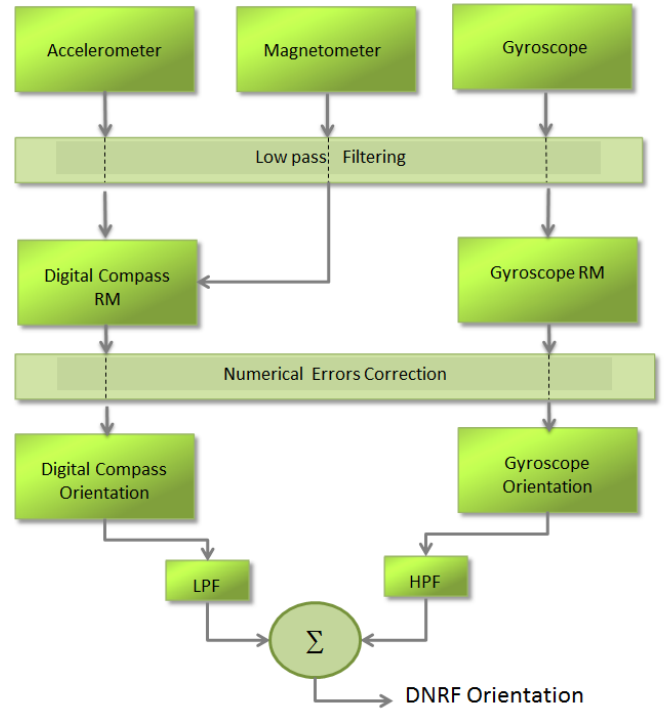 Accelerometer
Magnetometer
Gyroscope
Low pass Filtering
Digital Compass
RM
Gyroscope RM
Numerical Errors Correction
Digital Compass
Orientation
Gyroscope
Orientation
LPF
HPF
Σ
DNRF Orientation